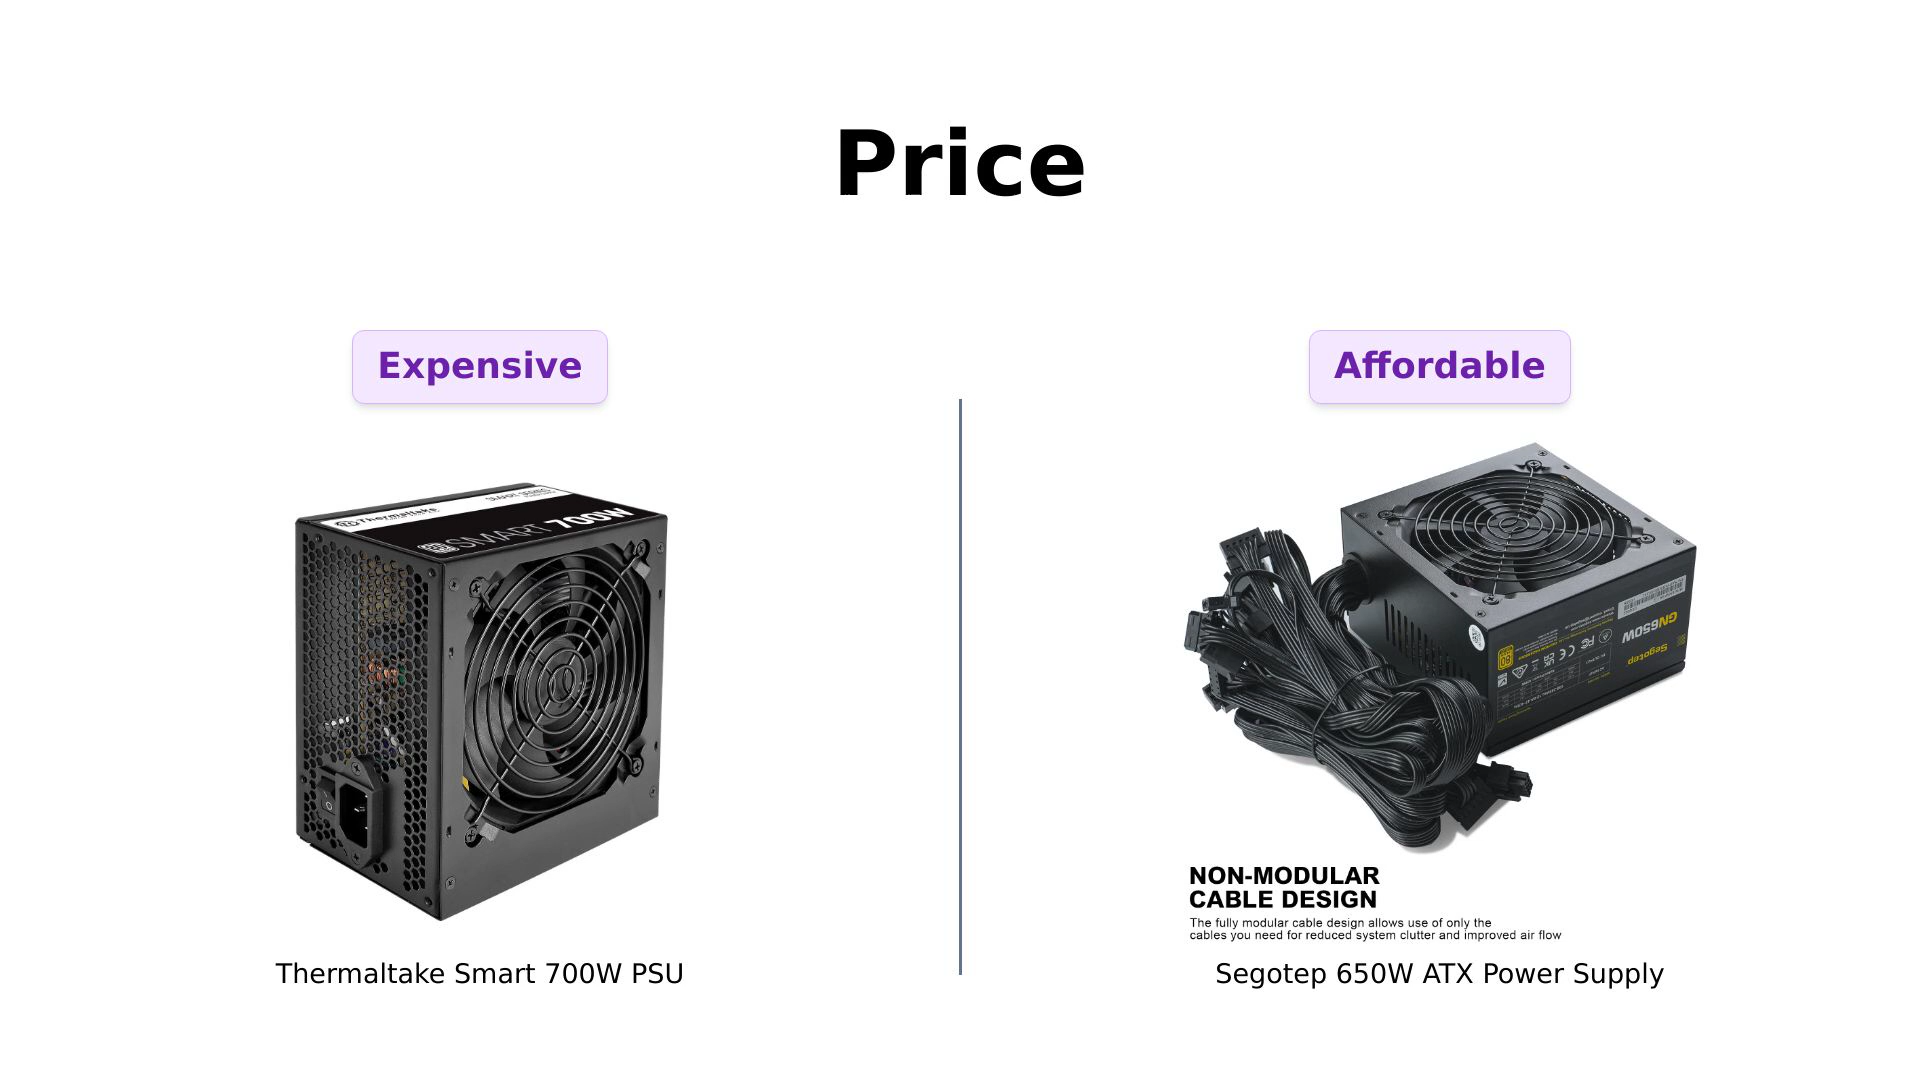 Price
Expensive
Affordable
Thermaltake
SMART 700W
GN650W
Segotep
NON-MODULAR
CABLE DESIGN
The fully modular cable design allows use of only the
cables you need for reduced system clutter and improved air flow
Thermaltake Smart 700W PSU
Segotep 650W ATX Power Supply